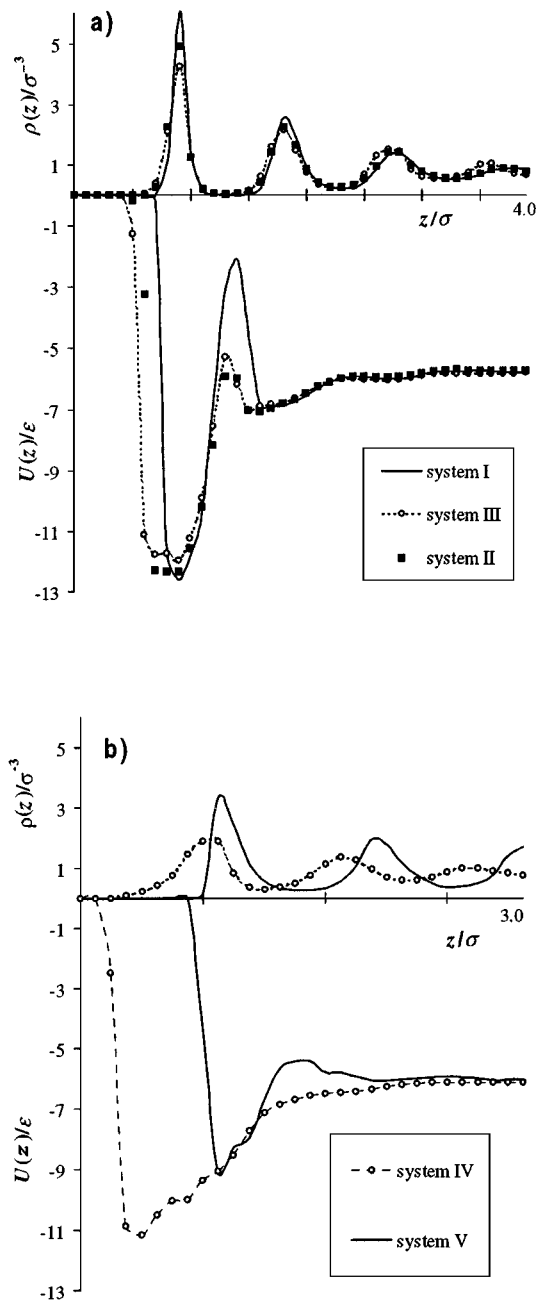 a)
5
3
1
-1
-3
-5
-7
-9
-11
-13
ρ(z)/σ⁻³
z/σ
4.0
U(z)/ε
system I
system III
system II
b)
5
3
1
-1
-3
-5
-7
-9
-11
-13
ρ(z)/σ⁻³
3.0
z/σ
U(z)/ε
system IV
system V